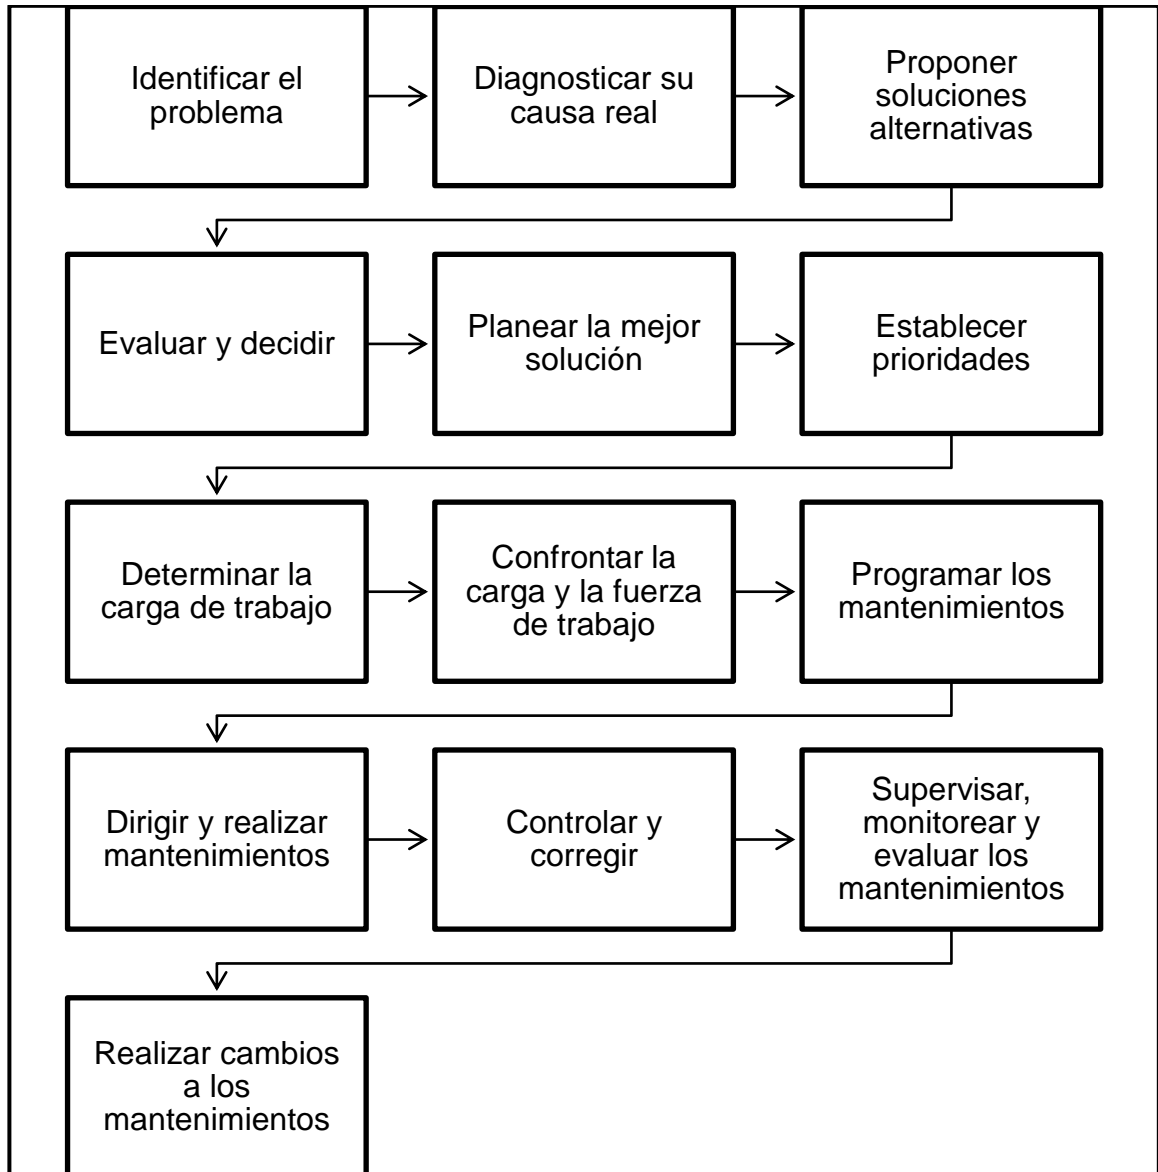 Identificar el
problema
Diagnosticar su
causa real
Proponer
soluciones
alternativas
Evaluar y decidir
Planear la mejor
solución
Establecer
prioridades
Determinar la
carga de trabajo
Confrontar la
carga y la fuerza
de trabajo
Programar los
mantenimientos
Dirigir y realizar
mantenimientos
Controlar y
corregir
Supervisar,
monitorear y
evaluar los
mantenimientos
Realizar cambios
a los
mantenimientos